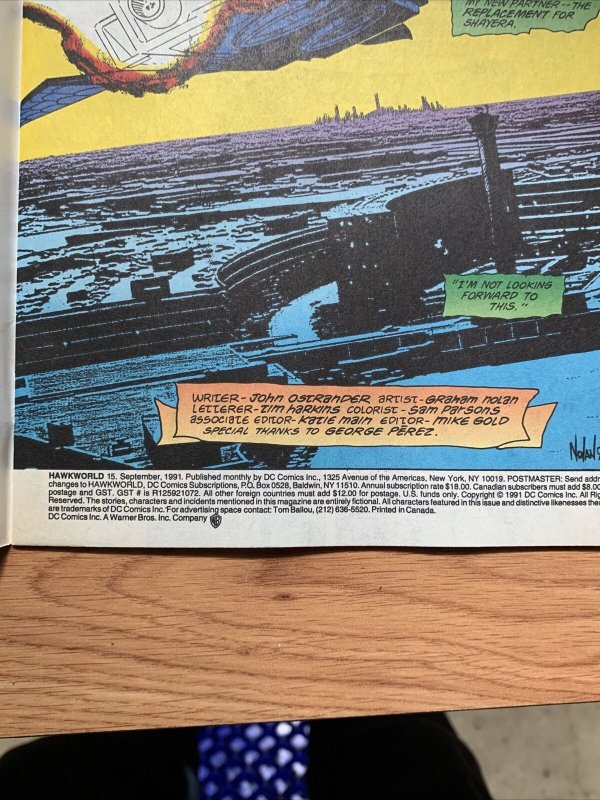 MY NEW PARTNER -- THE
REPLACEMENT FOR
SHAYERA.
"I'M NOT LOOKING
FORWARD TO
THIS."
WRITER - JOHN OSTRANDER ARTIST - GRAHAM NOLAN
LETTERER - TIM HARKINS COLORIST - SAM PARSONS
ASSOCIATE EDITOR - KATIE MAIN EDITOR - MIKE GOLD
SPECIAL THANKS TO GEORGE PEREZ.
NOLAN
HAWKWORLD 15. September, 1991. Published monthly by DC Comics Inc., 1325 Avenue of the Americas, New York, NY 10019. POSTMASTER: Send addr
changes to HAWKWORLD, DC Comics Subscriptions, P.O. Box 0528, Baldwin, NY 11510. Annual subscription rate $18.00. Canadian subscribers must add $8.00
postage and GST. GST # is R125921072. All other foreign countries must add $12.00 for postage. U.S. funds only. Copyright © 1991 DC Comics Inc. All Rig
Reserved. The stories, characters and incidents mentioned in this magazine are entirely fictional. All characters featured in this issue and distinctive likenesses the
are trademarks of DC Comics Inc. For advertising space contact: Tom Ballou, (212) 636-5520. Printed in Canada.
DC Comics Inc. A Warner Bros. Inc. Company